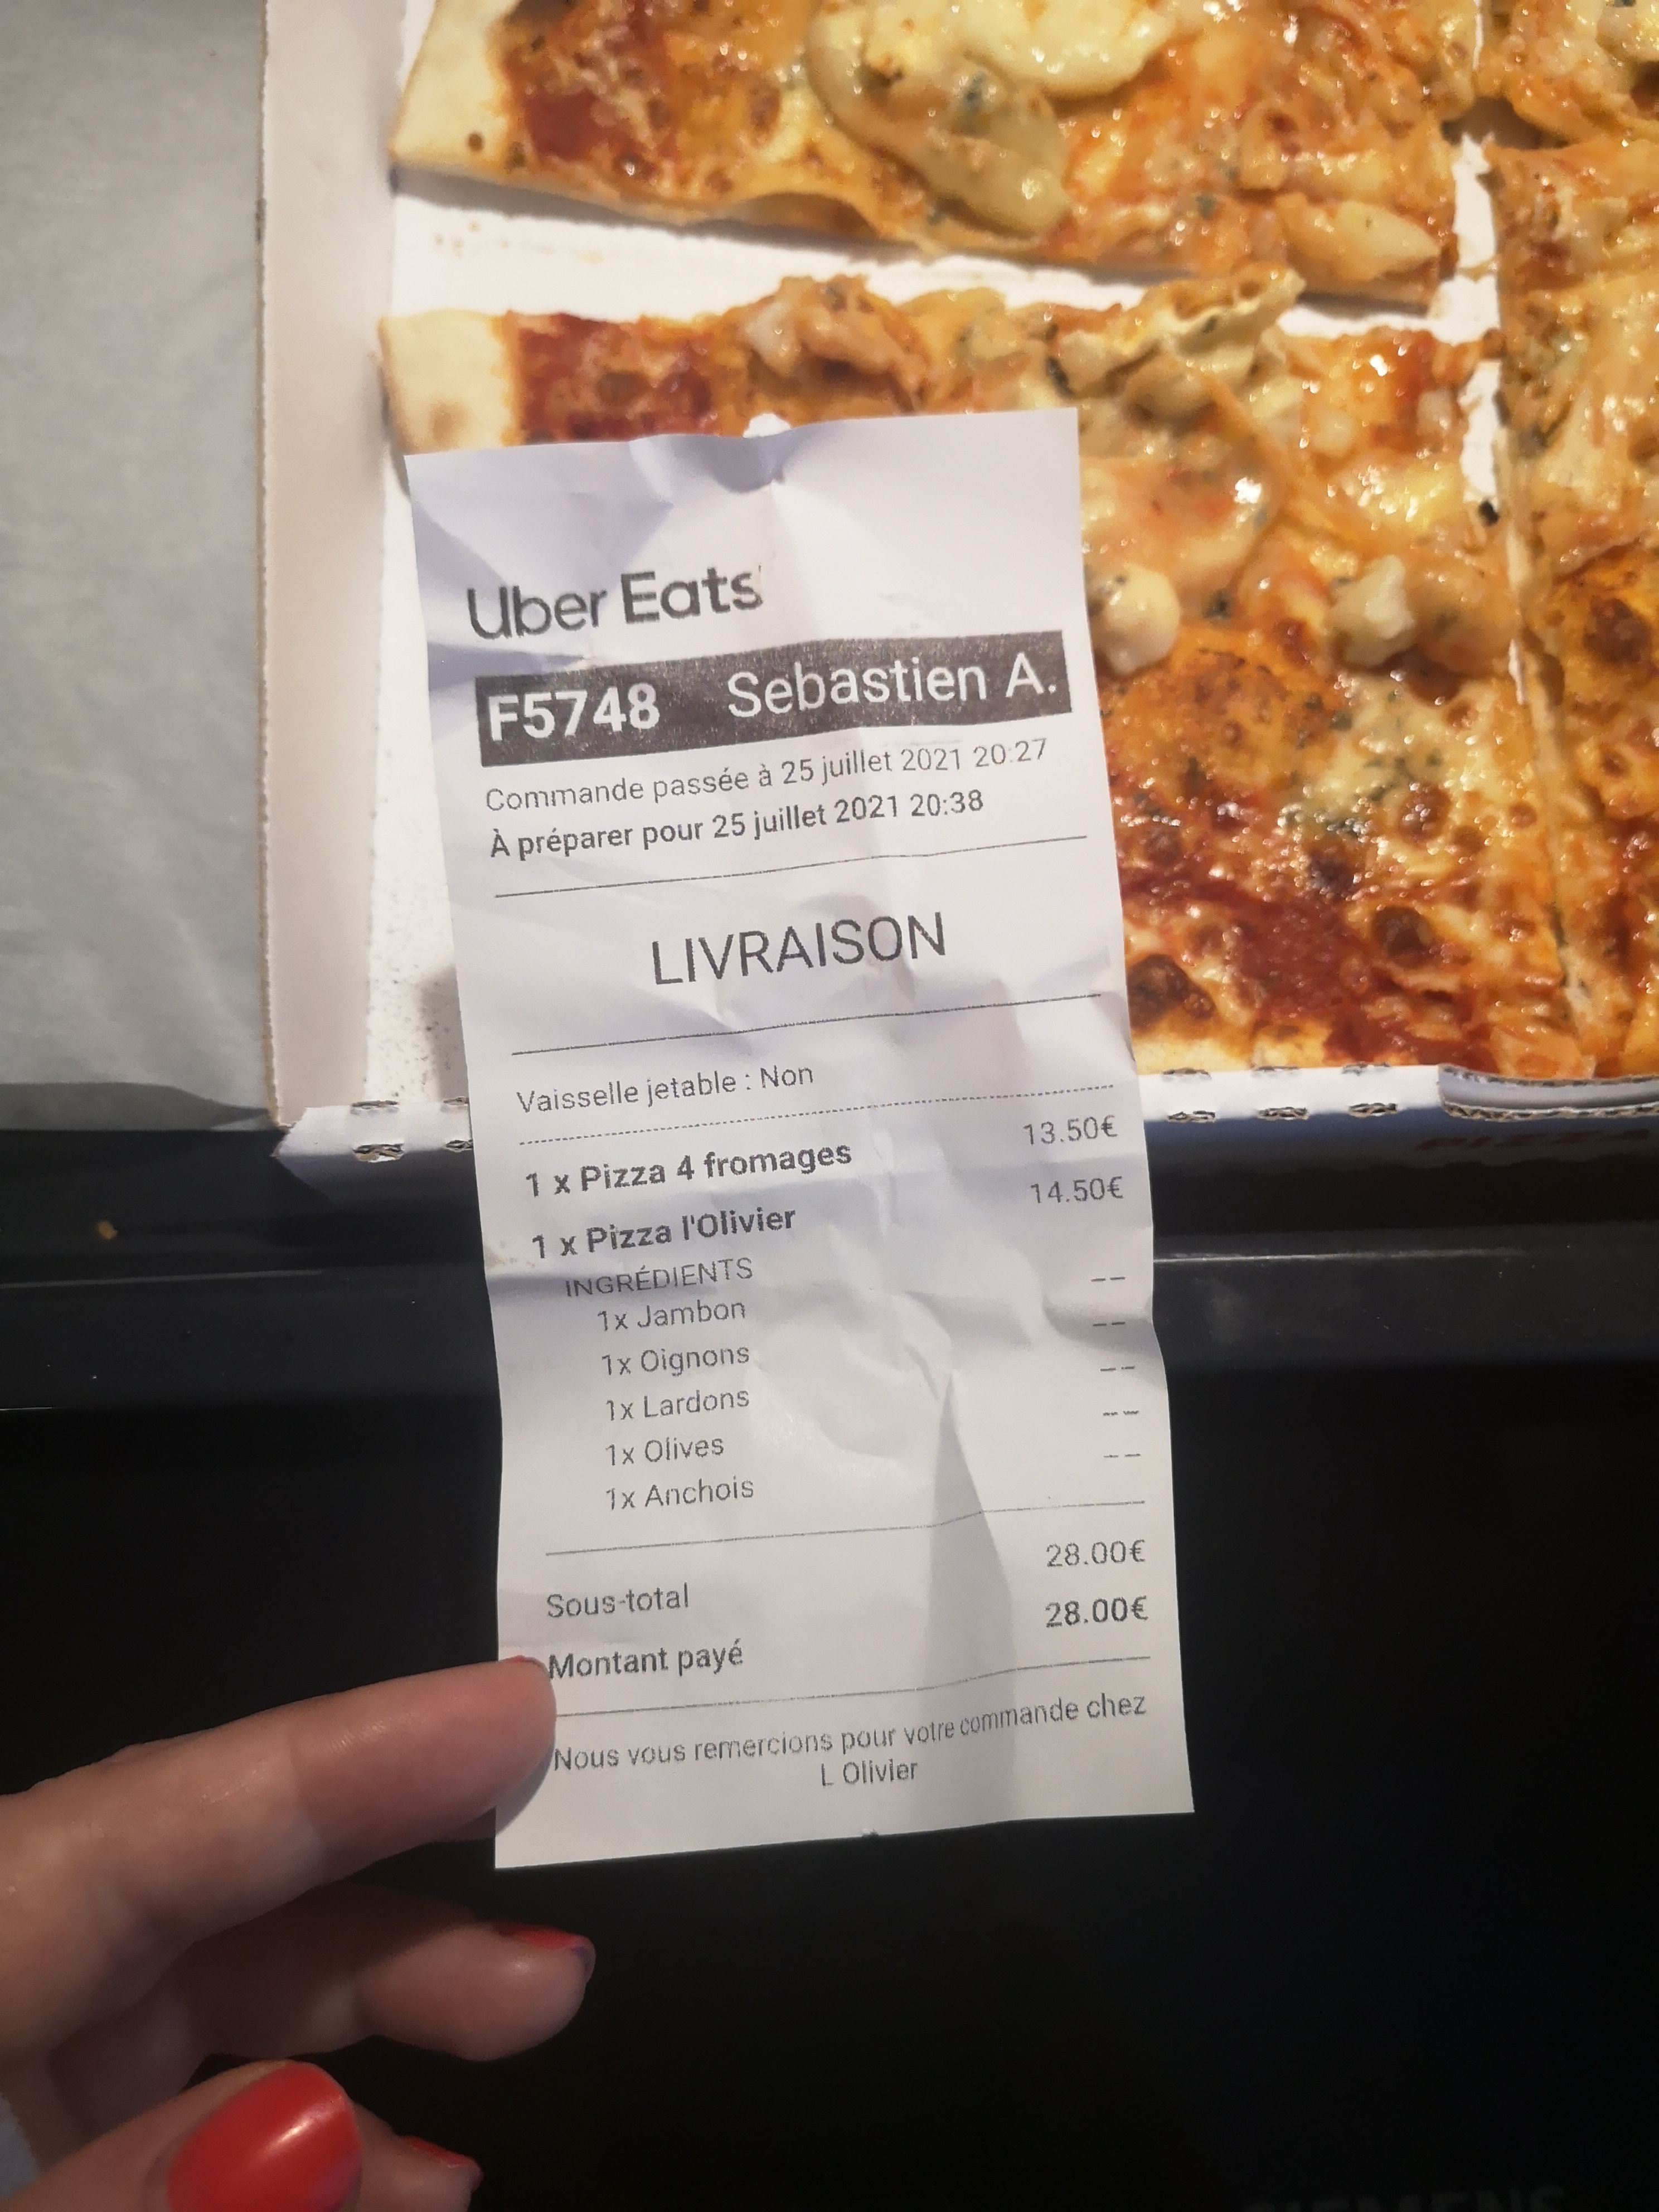 Uber Eats
F5748 Sebastien A.
Commande passée à 25 juillet 2021 20:27
À préparer pour 25 juillet 2021 20:38
LIVRAISON
Vaisselle jetable : Non
1 x Pizza 4 fromages 13.50€
1 x Pizza l'Olivier 14.50€
INGRÉDIENTS
1x Jambon --
1x Oignons --
1x Lardons --
1x Olives --
1x Anchois --
Sous-total 28.00€
Montant payé 28.00€
Nous vous remercions pour votre commande chez
L Olivier
PIZZA
SIEMENS